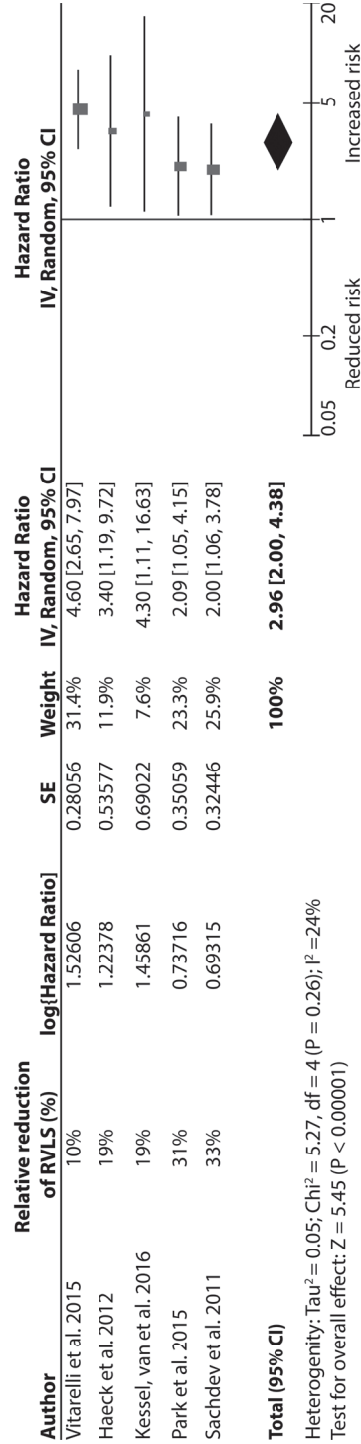 Relative reduction Hazard Ratio Hazard Ratio
Author of RVLS (%) log{Hazard Ratio] SE Weight IV, Random, 95% CI IV, Random, 95% CI
Vitarelli et al. 2015 10% 1.52606 0.28056 31.4% 4.60 [2.65, 7.97]
Haeck et al. 2012 19% 1.22378 0.53577 11.9% 3.40 [1.19, 9.72]
Kessel, van et al. 2016 19% 1.45861 0.69022 7.6% 4.30 [1.11, 16.63]
Park et al. 2015 31% 0.73716 0.35059 23.3% 2.09 [1.05, 4.15]
Sachdev et al. 2011 33% 0.69315 0.32446 25.9% 2.00 [1.06, 3.78]
Total (95% CI) 100% 2.96 [2.00, 4.38]
Heterogenity: Tau² = 0.05; Chi² = 5.27, df = 4 (P = 0.26); I² =24%
Test for overall effect: Z = 5.45 (P < 0.00001)
0.05 0.2 1 5 20
Reduced risk Increased risk